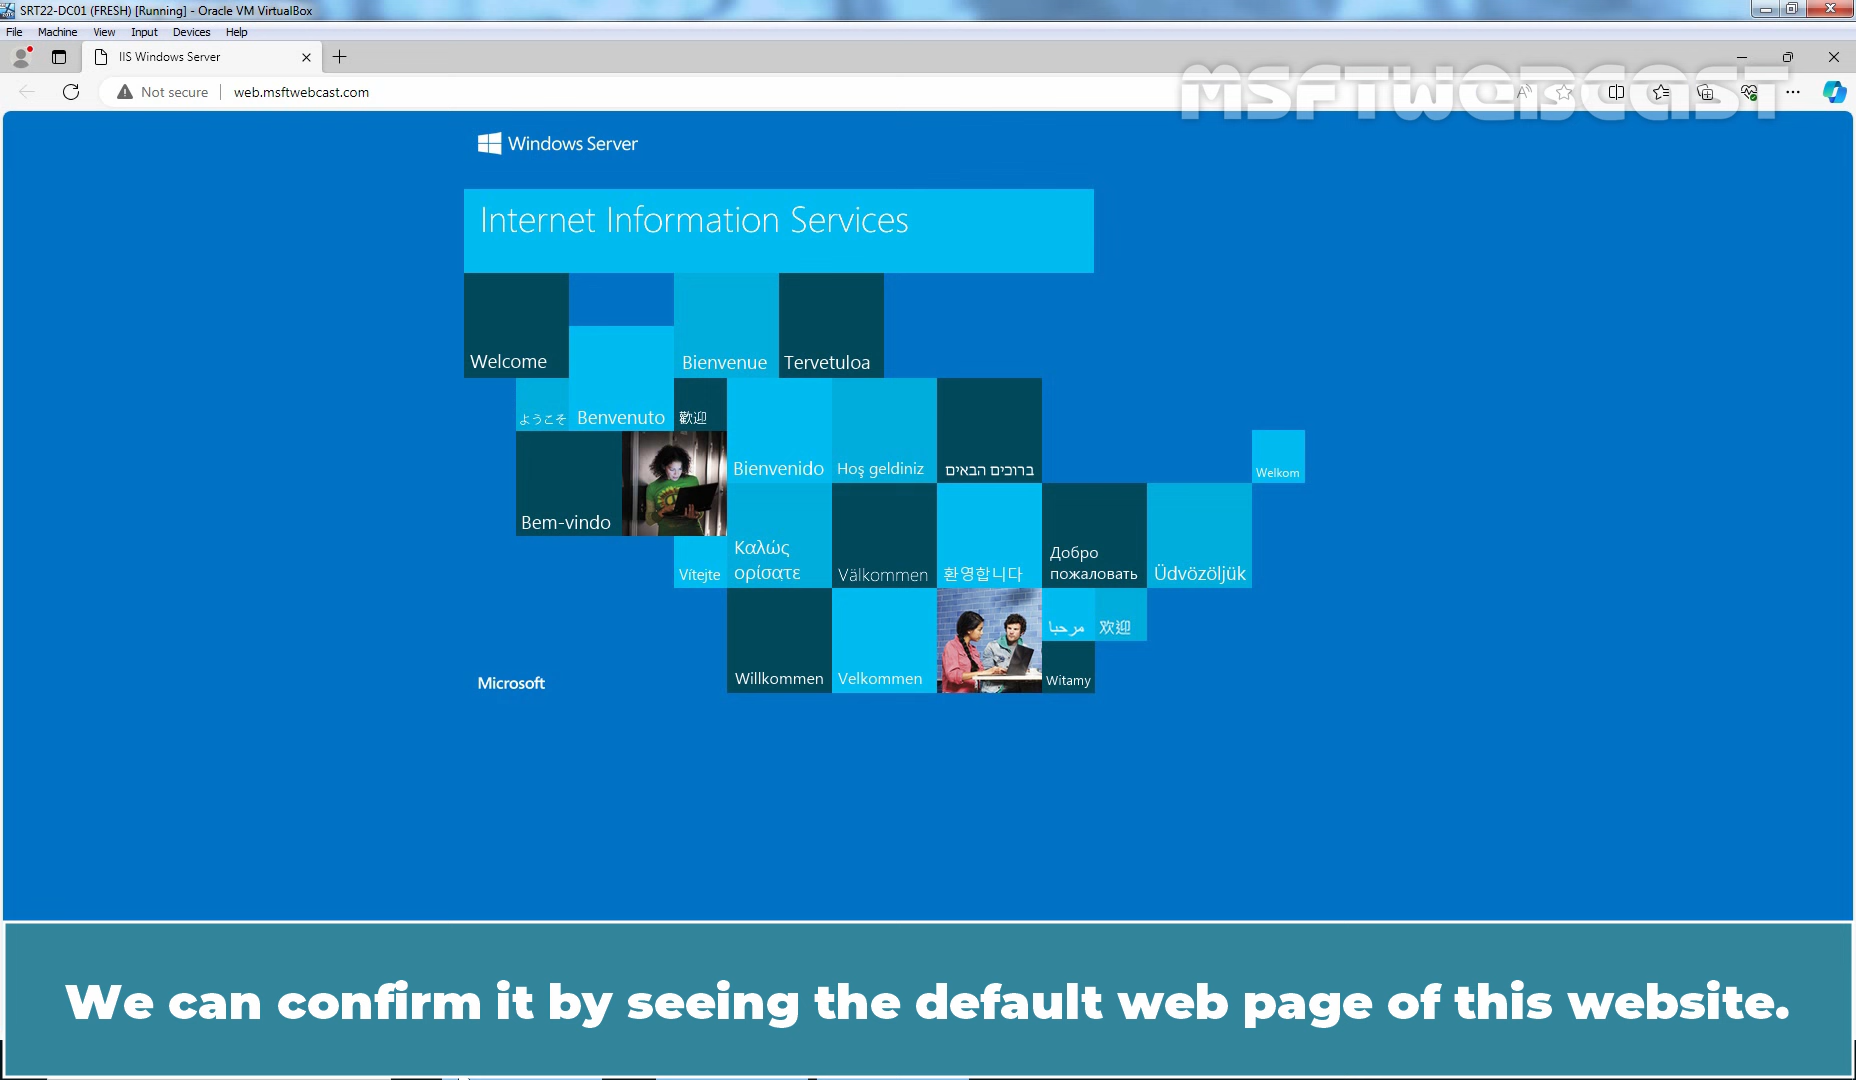 SRT22-DC01 (FRESH) [Running] - Oracle VM VirtualBox
File Machine View Input Devices Help
IIS Windows Server
Not secure web.msftwebcast.com
MSFTWEBCAST
Windows Server
Internet Information Services
Welcome
Bienvenue
Tervetuloa
ようこそ
Benvenuto
歡迎
Bienvenido
Hoş geldiniz
ברוכים הבאים
Welkom
Bem-vindo
Vítejte
Καλώς
ορίσατε
Välkommen
환영합니다
Добро
пожаловать
Üdvözöljük
مرحبا
欢迎
Microsoft
Willkommen
Velkommen
Witamy
We can confirm it by seeing the default web page of this website.